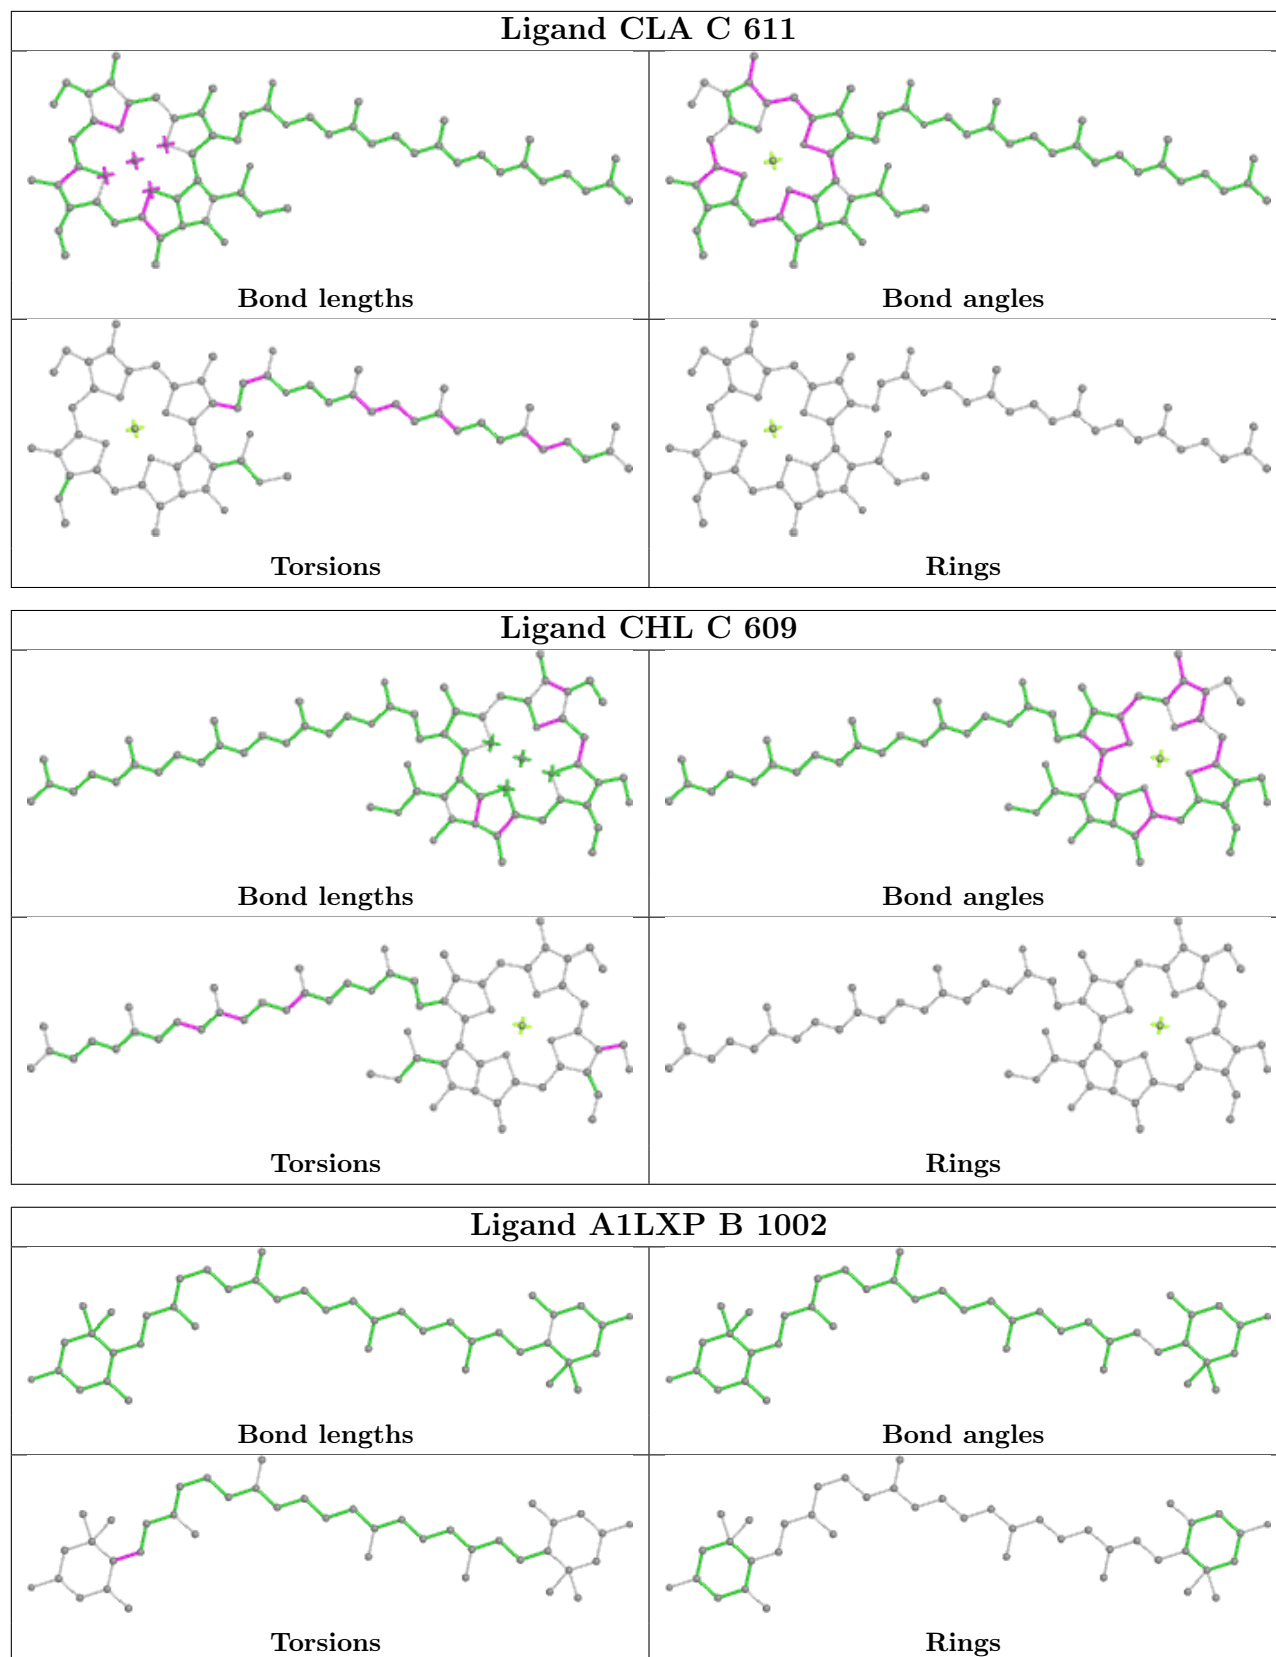 Ligand CLA C 611
Bond lengths
Bond angles
Torsions
Rings
Ligand CHL C 609
Bond lengths
Bond angles
Torsions
Rings
Ligand A1LXP B 1002
Bond lengths
Bond angles
Torsions
Rings